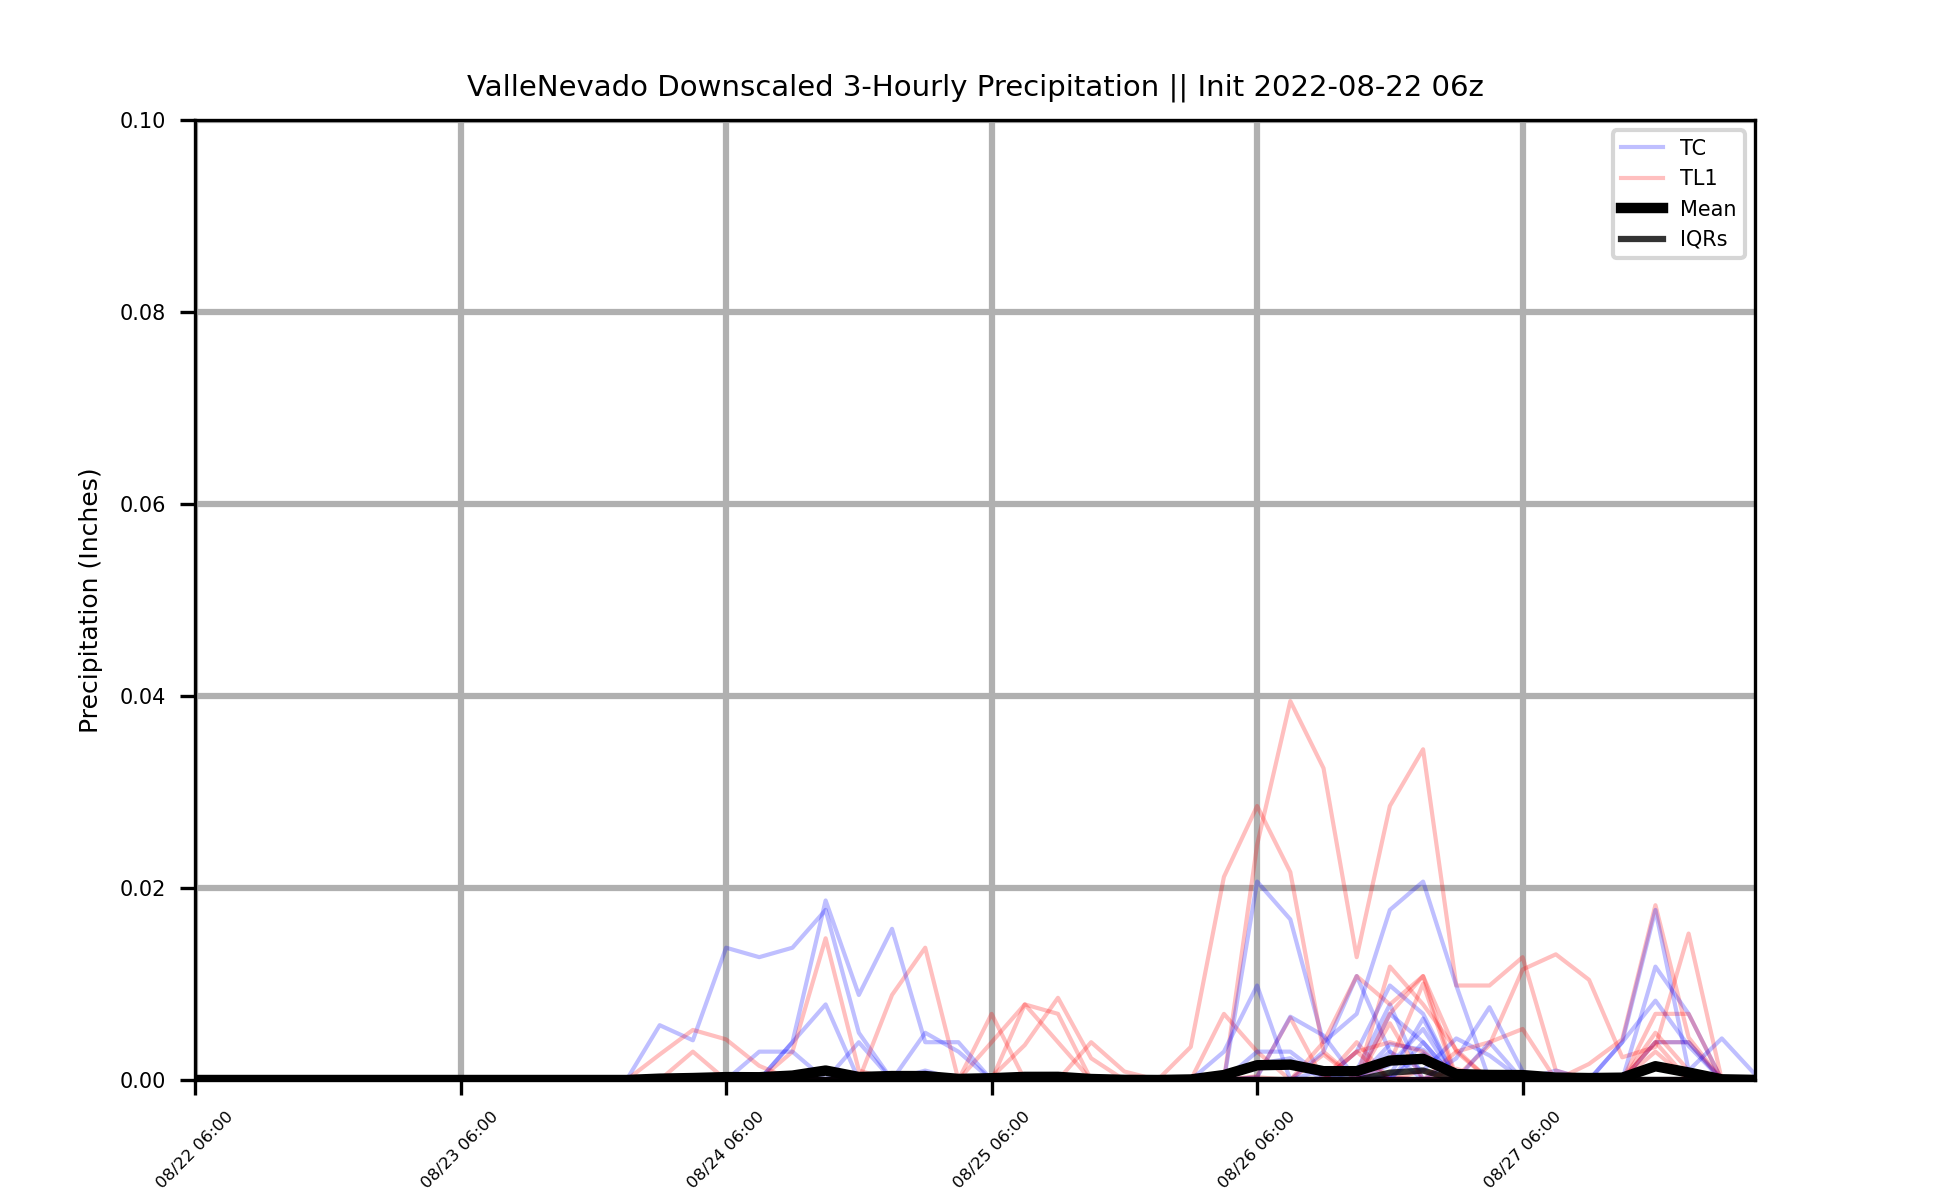 ValleNevado Downscaled 3-Hourly Precipitation || Init 2022-08-22 06z
TC
TL1
Mean
IQRs
Precipitation (Inches)
0.10
0.08
0.06
0.04
0.02
0.00
08/22 06:00
08/23 06:00
08/24 06:00
08/25 06:00
08/26 06:00
08/27 06:00